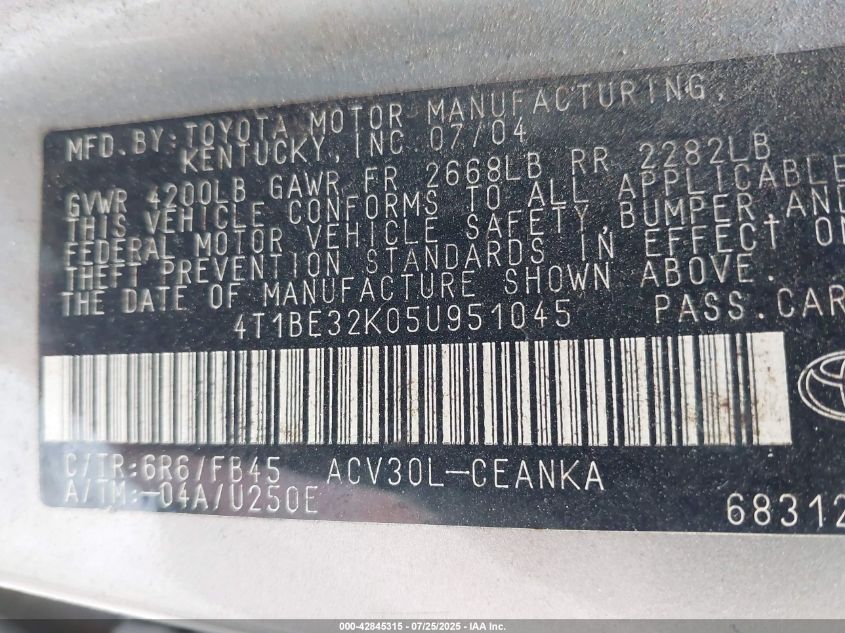 MFD. BY: TOYOTA MOTOR MANUFACTURING,
KENTUCKY, INC 07/04
GVWR 4200LB GAWR FR 2668LB RR 2282LB
THIS VEHICLE CONFORMS TO ALL APPLICABLE
FEDERAL MOTOR VEHICLE SAFETY, BUMPER AND
THEFT PREVENTION STANDARDS IN EFFECT ON
THE DATE OF MANUFACTURE SHOWN ABOVE.
4T1BE32K05U951045 PASS. CAR
C/TR: 6R6/FB45 ACV30L-CEANKA
A/TM: -04A/U250E
68312
000-42845315 | 07/25/2025 - IAA Inc.